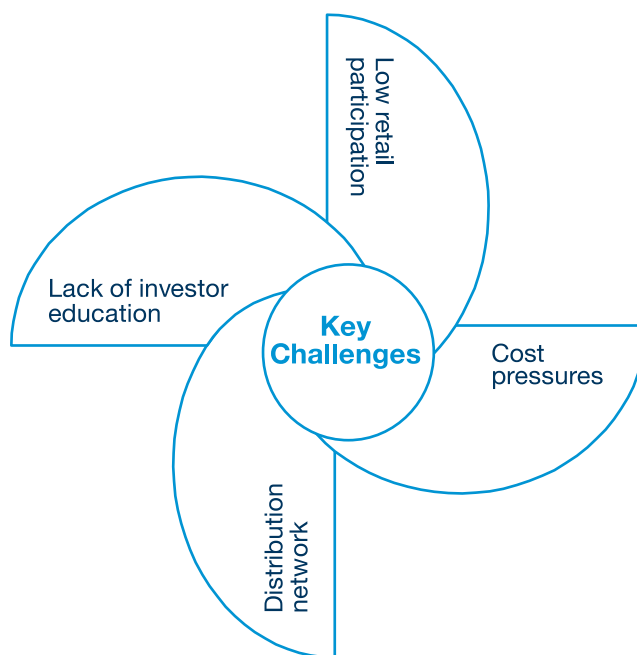 Low retail
participation
Lack of investor
education
Key
Challenges
Cost
pressures
Distribution
network